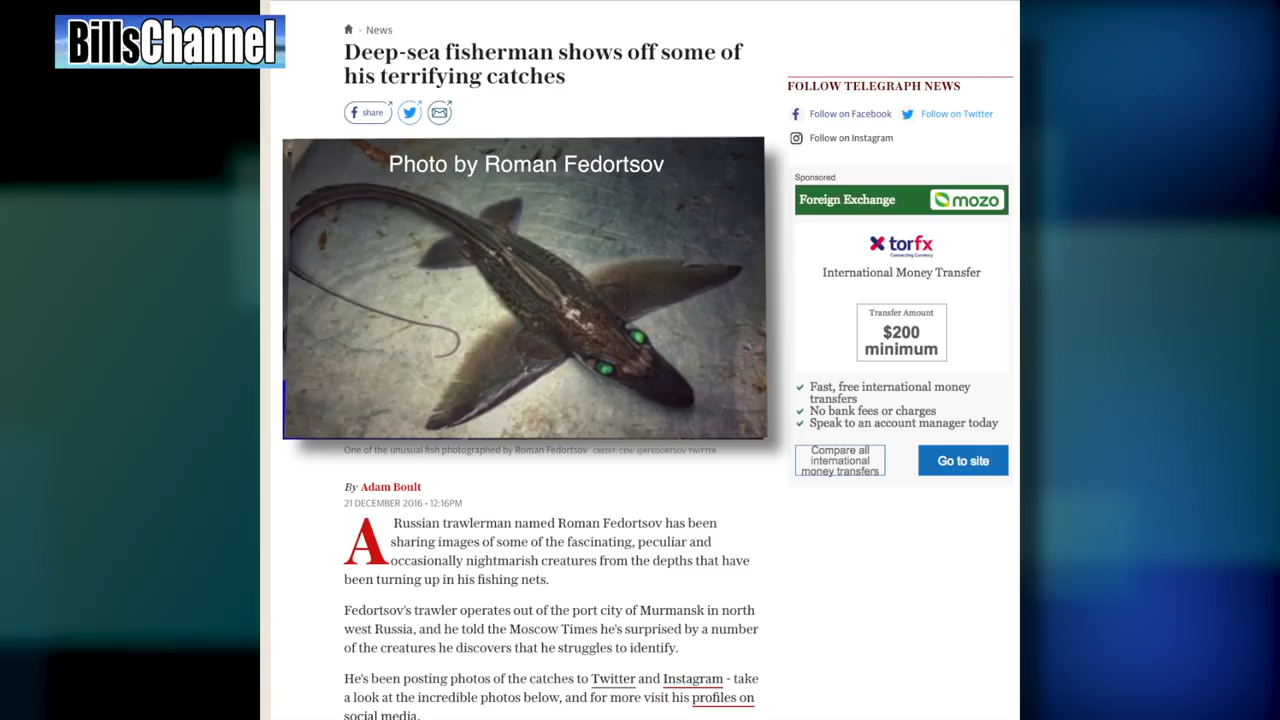 BillsChannel
News
Deep-sea fisherman shows off some of
his terrifying catches
share
Photo by Roman Fedortsov
One of the unusual fish photographed by Roman Fedortsov CREDIT: CEN/ @RFEDORTSOV TWITTER
By Adam Boult
21 DECEMBER 2016 • 12:16PM
A Russian trawlerman named Roman Fedortsov has been
sharing images of some of the fascinating, peculiar and
occasionally nightmarish creatures from the depths that have
been turning up in his fishing nets.
Fedortsov's trawler operates out of the port city of Murmansk in north
west Russia, and he told the Moscow Times he's surprised by a number
of the creatures he discovers that he struggles to identify.
He's been posting photos of the catches to Twitter and Instagram - take
a look at the incredible photos below, and for more visit his profiles on
social media.
FOLLOW TELEGRAPH NEWS
Follow on Facebook
Follow on Twitter
Follow on Instagram
Sponsored
Foreign Exchange
mozo
torfx
Connecting Currency
International Money Transfer
Transfer Amount
$200
minimum
Fast, free international money
transfers
No bank fees or charges
Speak to an account manager today
Compare all
international
money transfers
Go to site